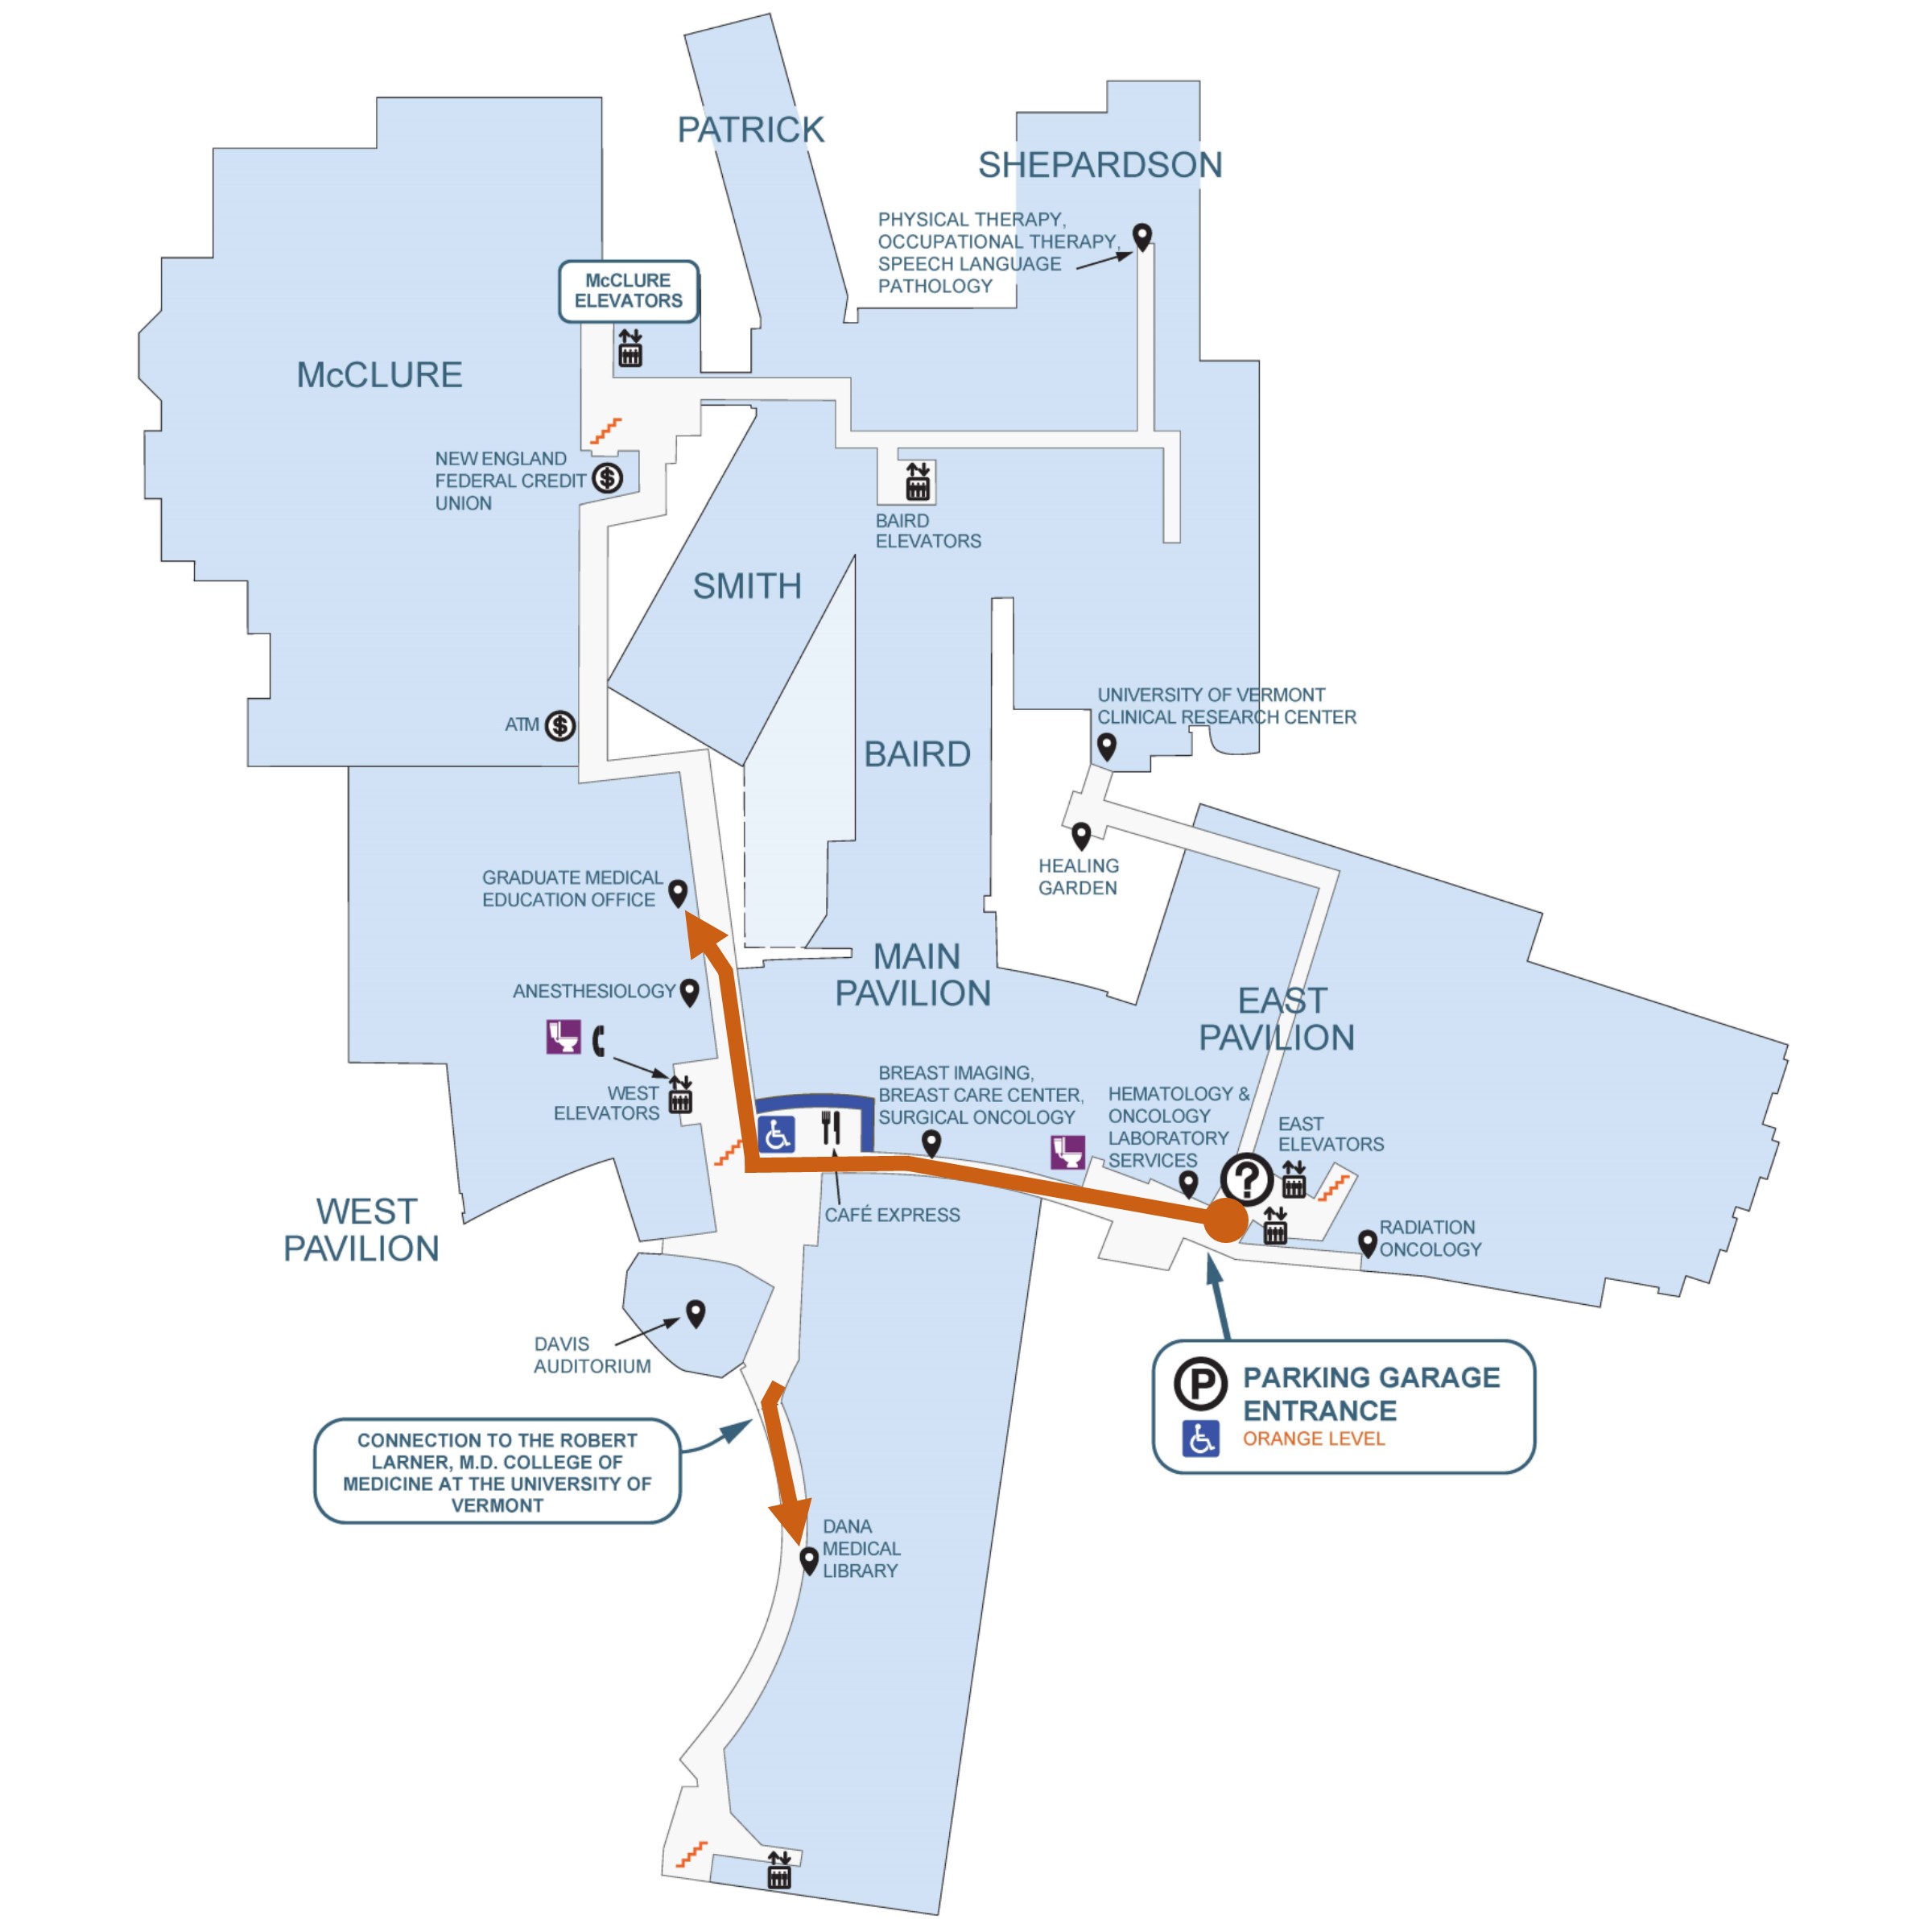 PATRICK
SHEPARDSON
PHYSICAL THERAPY,
OCCUPATIONAL THERAPY,
SPEECH LANGUAGE
PATHOLOGY
McCLURE
ELEVATORS
McCLURE
NEW ENGLAND
FEDERAL CREDIT
UNION
$
BAIRD
ELEVATORS
SMITH
UNIVERSITY OF VERMONT
CLINICAL RESEARCH CENTER
ATM
$
BAIRD
HEALING
GARDEN
GRADUATE MEDICAL
EDUCATION OFFICE
MAIN
PAVILION
ANESTHESIOLOGY
EAST
PAVILION
WEST
ELEVATORS
BREAST IMAGING,
BREAST CARE CENTER,
SURGICAL ONCOLOGY
HEMATOLOGY &
ONCOLOGY
LABORATORY
SERVICES
EAST
ELEVATORS
?
CAFÉ EXPRESS
WEST
PAVILION
RADIATION
ONCOLOGY
DAVIS
AUDITORIUM
P
PARKING GARAGE
ENTRANCE
ORANGE LEVEL
CONNECTION TO THE ROBERT
LARNER, M.D. COLLEGE OF
MEDICINE AT THE UNIVERSITY OF
VERMONT
DANA
MEDICAL
LIBRARY